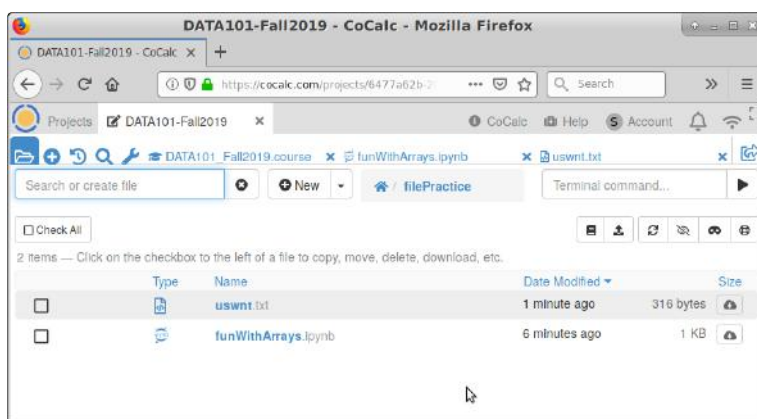 DATA101-Fall2019 - CoCalc - Mozilla Firefox
DATA101-Fall2019 - CoCalc × +
https://cocalc.com/projects/6477a62b- ··· Search
Projects DATA101-Fall2019 × CoCalc Help S Account
DATA101_Fall2019.course × funWithArrays.ipynb × uswnt.txt ×
Search or create file New / filePractice Terminal command...
Check All
2 items — Click on the checkbox to the left of a file to copy, move, delete, download, etc.
Type Name Date Modified Size
uswnt.txt 1 minute ago 316 bytes
funWithArrays.ipynb 6 minutes ago 1 KB